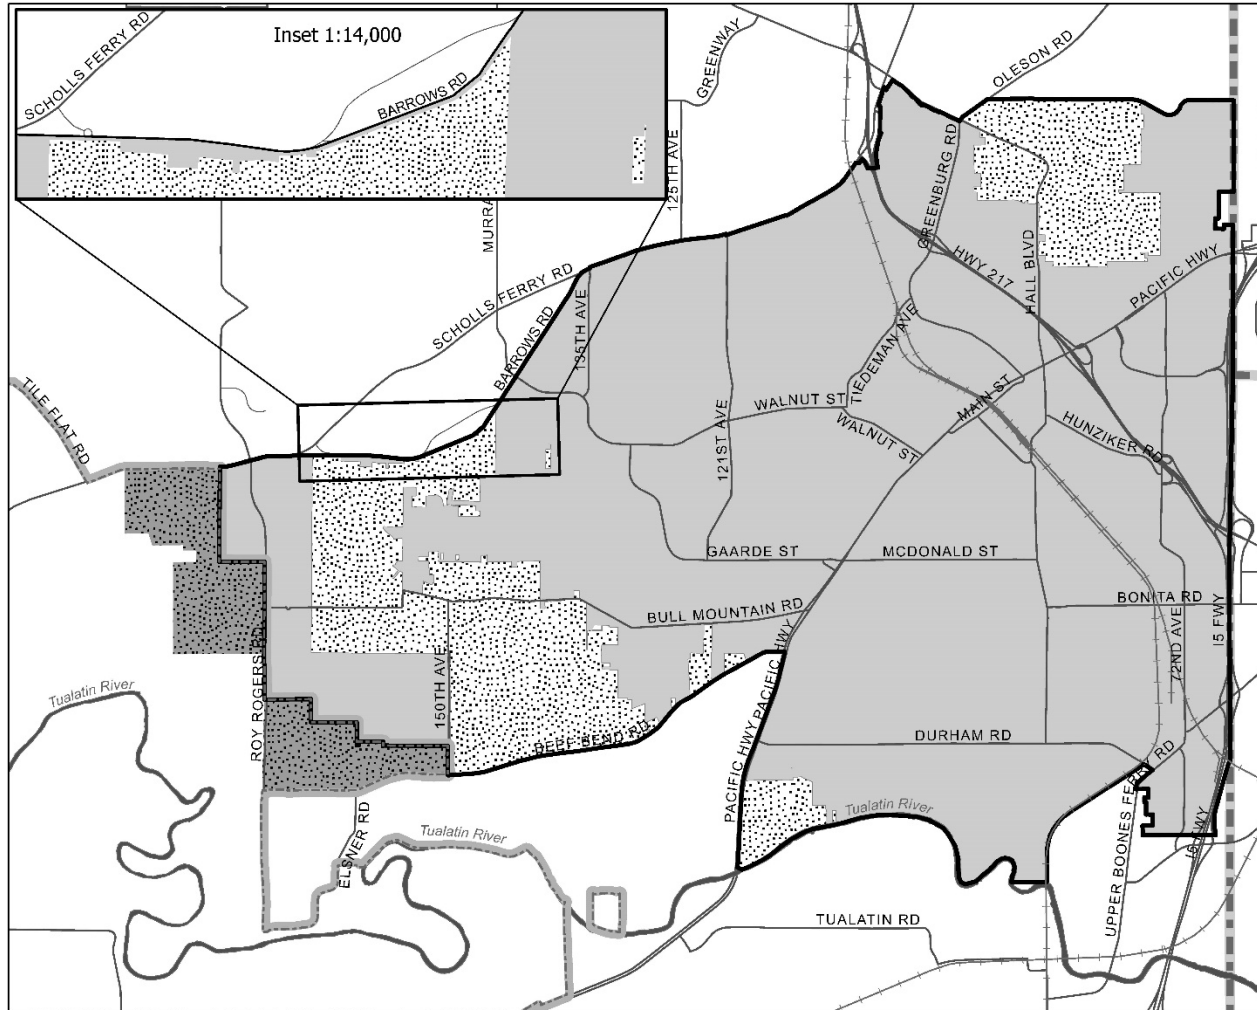 Inset 1:14,000
SCHOLLS FERRY RD
BARROWS RD
GREENWAY
OLESON RD
125TH AVE
MURRA
GREENBURG RD
HWY 217
HALL BLVD
PACIFIC HWY
SCHOLLS FERRY RD
BARROWS RD
135TH AVE
TIEDEMAN AVE
MAIN ST
WALNUT ST
WALNUT ST
121ST AVE
HUNZIKER RD
TILE FLAT RD
GAARDE ST
MCDONALD ST
BULL MOUNTAIN RD
BONITA RD
72ND AVE
I5 FWY
ROY ROGERS RD
150TH AVE
PACIFIC HWY
PACIFIC HWY
BEEF BEND RD
DURHAM RD
Tualatin River
Tualatin River
Tualatin River
ELSNER RD
UPPER BOONES FERRY RD
I5 FWY
TUALATIN RD